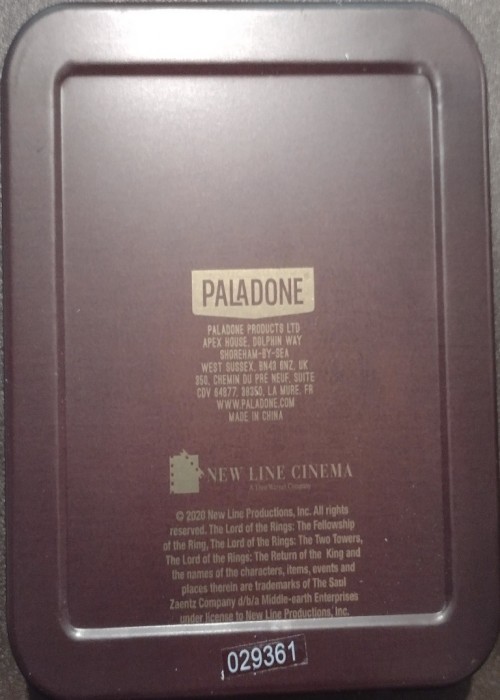 PALADONE
PALADONE PRODUCTS LTD
APEX HOUSE, DOLPHIN WAY
SHOREHAM-BY-SEA
WEST SUSSEX, BN43 6NZ, UK
350, CHEMIN DU PRE NEUF, SUITE
CDV 64977, 38350, LA MURE, FR
WWW.PALADONE.COM
MADE IN CHINA
NEW LINE CINEMA
© 2020 New Line Productions, Inc. All rights
reserved. The Lord of the Rings: The Fellowship
of the Ring, The Lord of the Rings: The Two Towers,
The Lord of the Rings: The Return of the King and
the names of the characters, items, events and
places therein are trademarks of The Saul
Zaentz Company d/b/a Middle-earth Enterprises
under license to New Line Productions, Inc.
029361